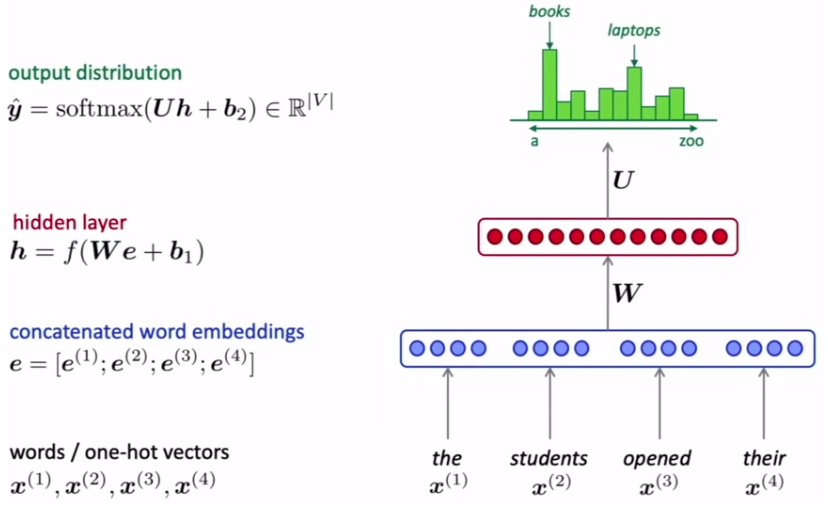 books
laptops
output distribution
ŷ = softmax(Uh + b₂) ∈ ℝ^|V|
a
zoo
U
hidden layer
h = f(We + b₁)
W
concatenated word embeddings
e = [e⁽¹⁾; e⁽²⁾; e⁽³⁾; e⁽⁴⁾]
words / one-hot vectors
x⁽¹⁾, x⁽²⁾, x⁽³⁾, x⁽⁴⁾
the students opened their
x⁽¹⁾ x⁽²⁾ x⁽³⁾ x⁽⁴⁾